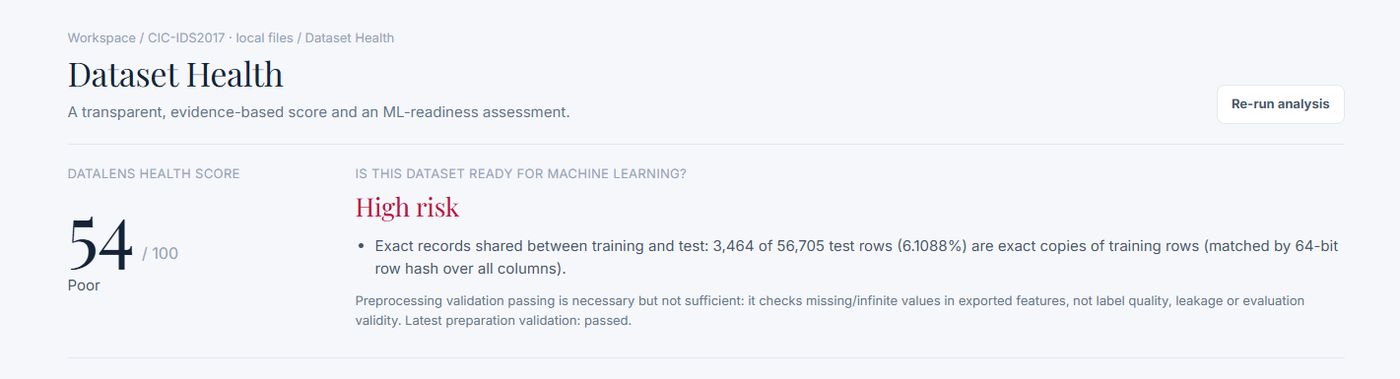 Workspace / CIC-IDS2017 · local files / Dataset Health
Dataset Health
A transparent, evidence-based score and an ML-readiness assessment.
Re-run analysis
DATALENS HEALTH SCORE
54 / 100
Poor
IS THIS DATASET READY FOR MACHINE LEARNING?
High risk
• Exact records shared between training and test: 3,464 of 56,705 test rows (6.1088%) are exact copies of training rows (matched by 64-bit
row hash over all columns).
Preprocessing validation passing is necessary but not sufficient: it checks missing/infinite values in exported features, not label quality, leakage or evaluation
validity. Latest preparation validation: passed.